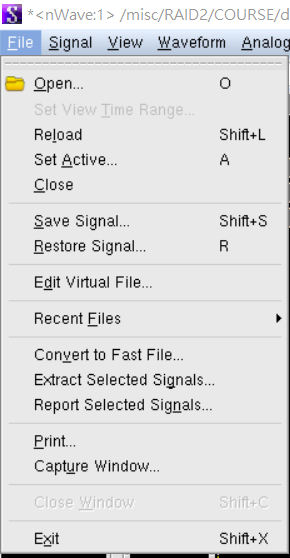 *<nWave:1> /misc/RAID2/COURSE/d
File Signal View Waveform Analog
Open... O
Set View Time Range...
Reload Shift+L
Set Active... A
Close
Save Signal... Shift+S
Restore Signal... R
Edit Virtual File...
Recent Files
Convert to Fast File...
Extract Selected Signals...
Report Selected Signals...
Print...
Capture Window...
Close Window Shift+C
Exit Shift+X